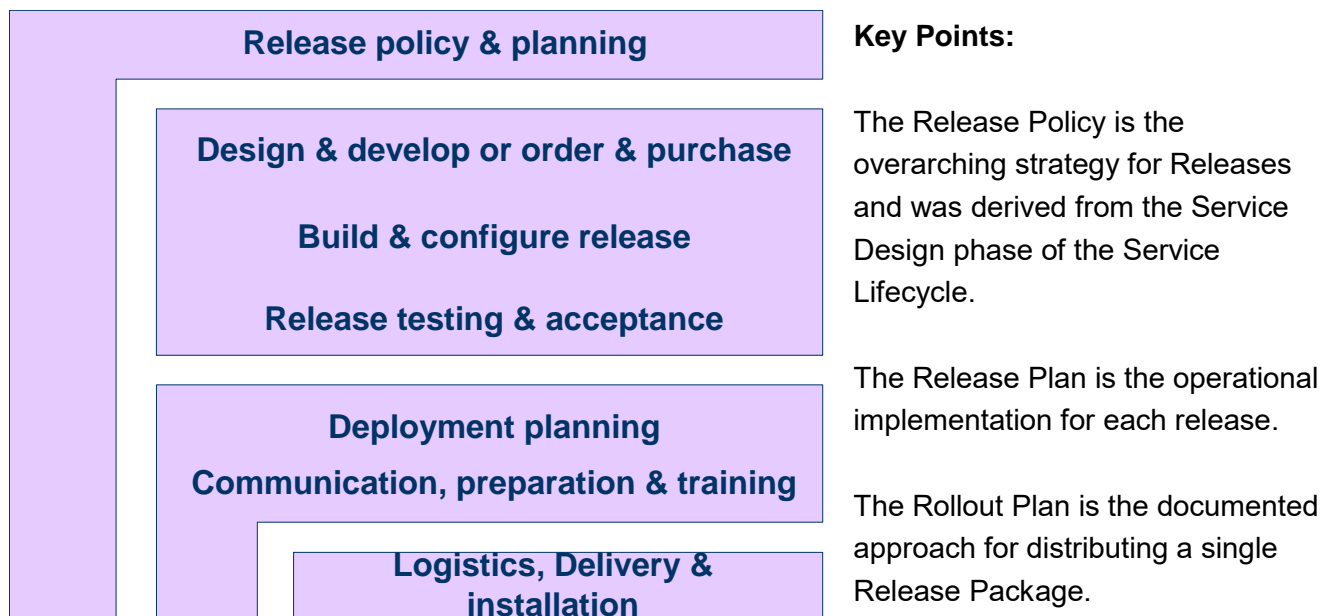 Release policy & planning
Design & develop or order & purchase
Build & configure release
Release testing & acceptance
Deployment planning
Communication, preparation & training
Logistics, Delivery &
installation
Key Points:
The Release Policy is the
overarching strategy for Releases
and was derived from the Service
Design phase of the Service
Lifecycle.
The Release Plan is the operational
implementation for each release.
The Rollout Plan is the documented
approach for distributing a single
Release Package.